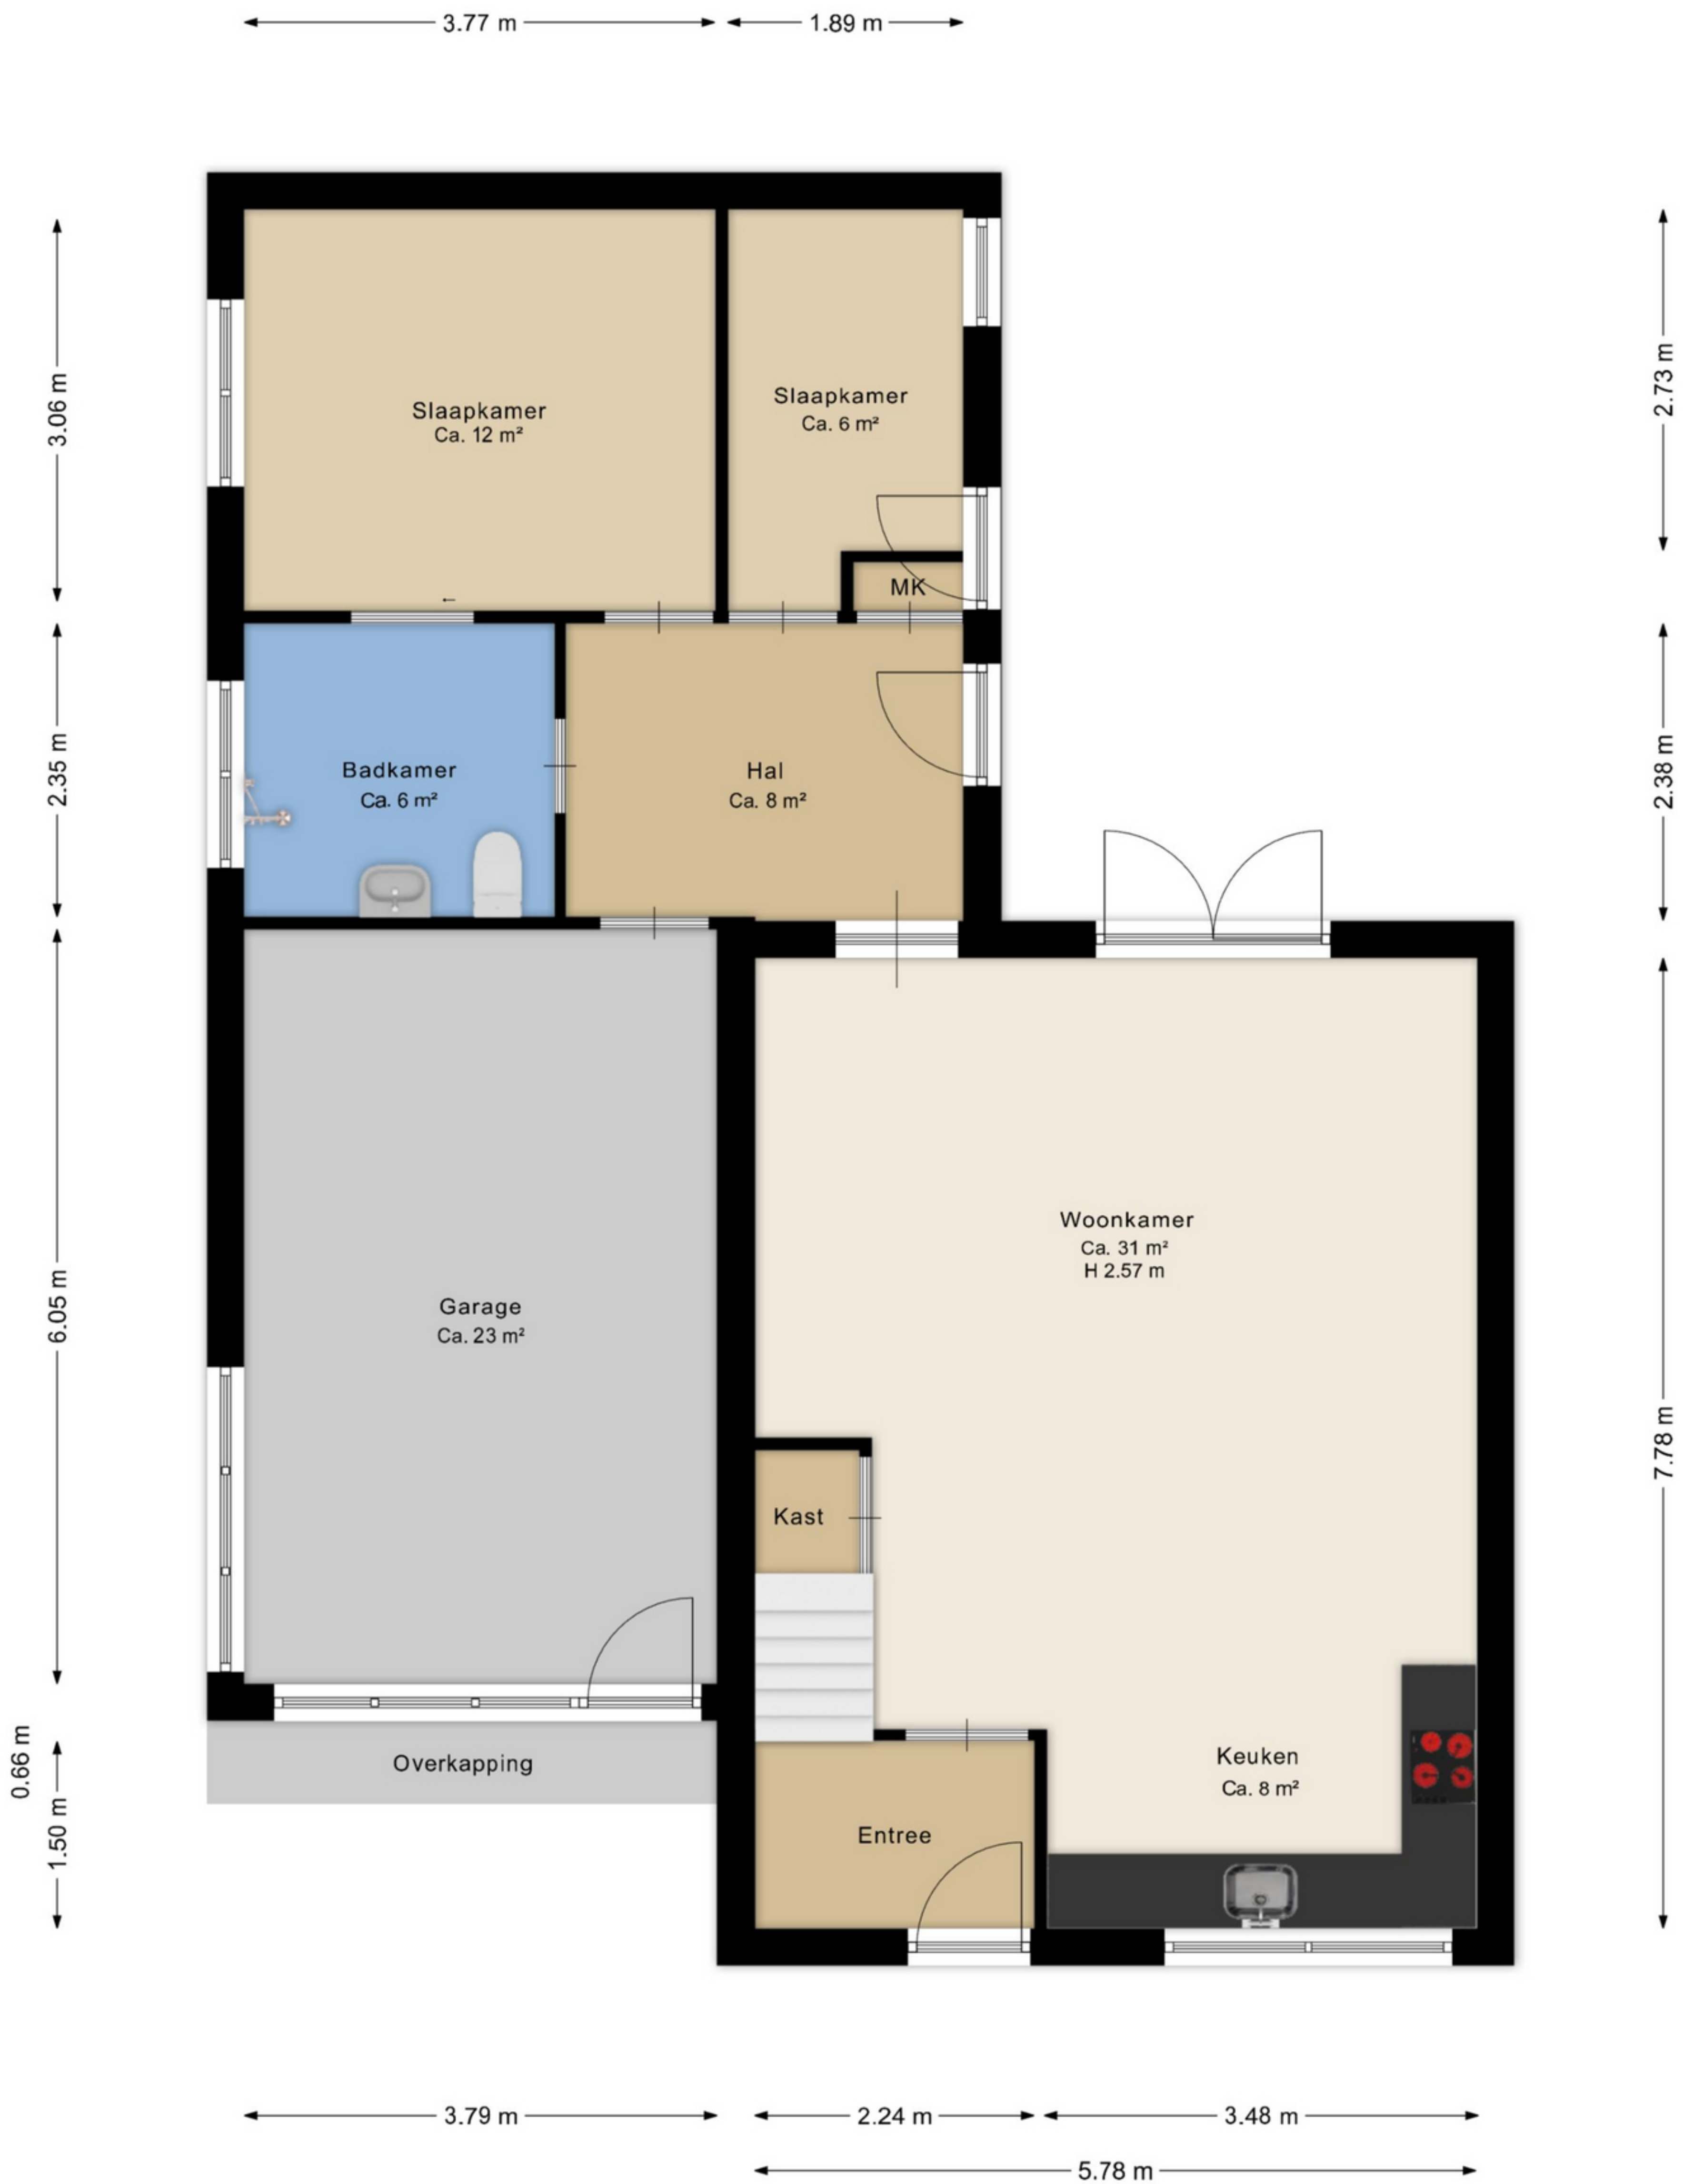 3.77 m
1.89 m
3.06 m
2.73 m
Slaapkamer
Ca. 12 m²
Slaapkamer
Ca. 6 m²
MK
2.35 m
2.38 m
Badkamer
Ca. 6 m²
Hal
Ca. 8 m²
6.05 m
7.78 m
Woonkamer
Ca. 31 m²
H 2.57 m
Garage
Ca. 23 m²
Kast
0.66 m
1.50 m
Overkapping
Keuken
Ca. 8 m²
Entree
3.79 m
2.24 m
3.48 m
5.78 m